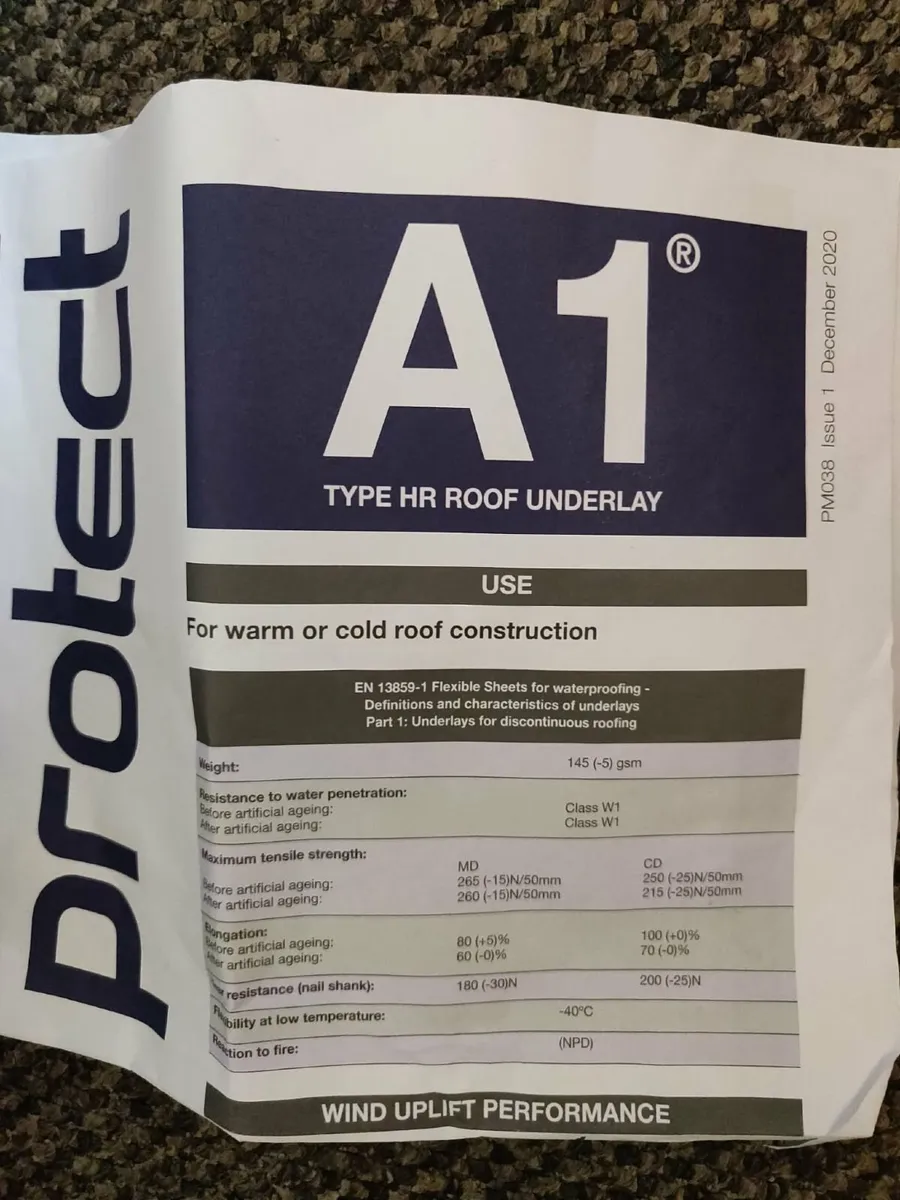 protect
A1®
TYPE HR ROOF UNDERLAY
PM038 Issue 1 December 2020
USE
For warm or cold roof construction
EN 13859-1 Flexible Sheets for waterproofing -
Definitions and characteristics of underlays
Part 1: Underlays for discontinuous roofing
Weight: 145 (-5) gsm
Resistance to water penetration:
Before artificial ageing: Class W1
After artificial ageing: Class W1
Maximum tensile strength:
MD CD
Before artificial ageing: 265 (-15)N/50mm 250 (-25)N/50mm
After artificial ageing: 260 (-15)N/50mm 215 (-25)N/50mm
Elongation:
Before artificial ageing: 80 (+5)% 100 (+0)%
After artificial ageing: 60 (-0)% 70 (-0)%
resistance (nail shank): 180 (-30)N 200 (-25)N
Flexibility at low temperature: -40ºC
Reaction to fire: (NPD)
WIND UPLIFT PERFORMANCE